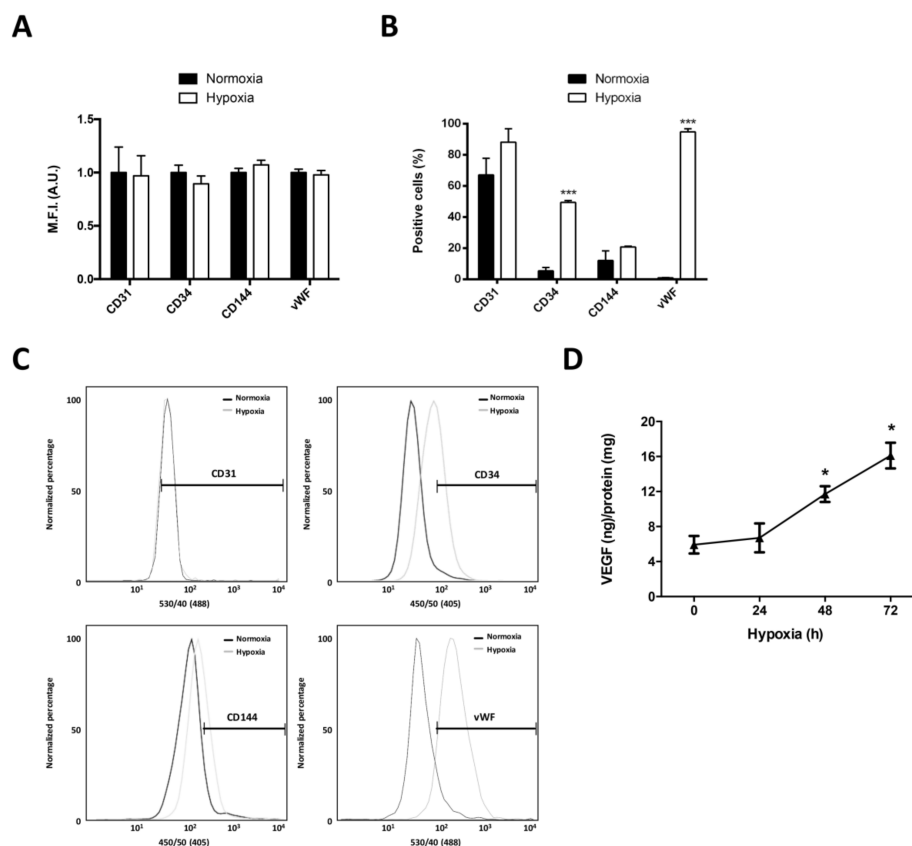 A
Normoxia
Hypoxia
M.F.I. (A.U.)
1.5
1.0
0.5
0.0
CD31
CD34
CD144
vWF
B
Normoxia
Hypoxia
Positive cells (%)
100
80
60
40
20
0
***
***
CD31
CD34
CD144
vWF
C
Normalized percentage
100
50
0
Normoxia
Hypoxia
CD31
10¹ 10² 10³ 10⁴
530/40 (488)
Normalized percentage
100
50
0
Normoxia
Hypoxia
CD34
10¹ 10² 10³ 10⁴
450/50 (405)
Normalized percentage
100
50
0
Normoxia
Hypoxia
CD144
10¹ 10² 10³ 10⁴
450/50 (405)
Normalized percentage
100
50
0
Normoxia
Hypoxia
vWF
10¹ 10² 10³ 10⁴
530/40 (488)
D
VEGF (ng)/protein (mg)
20
16
12
8
4
0
*
*
0 24 48 72
Hypoxia (h)